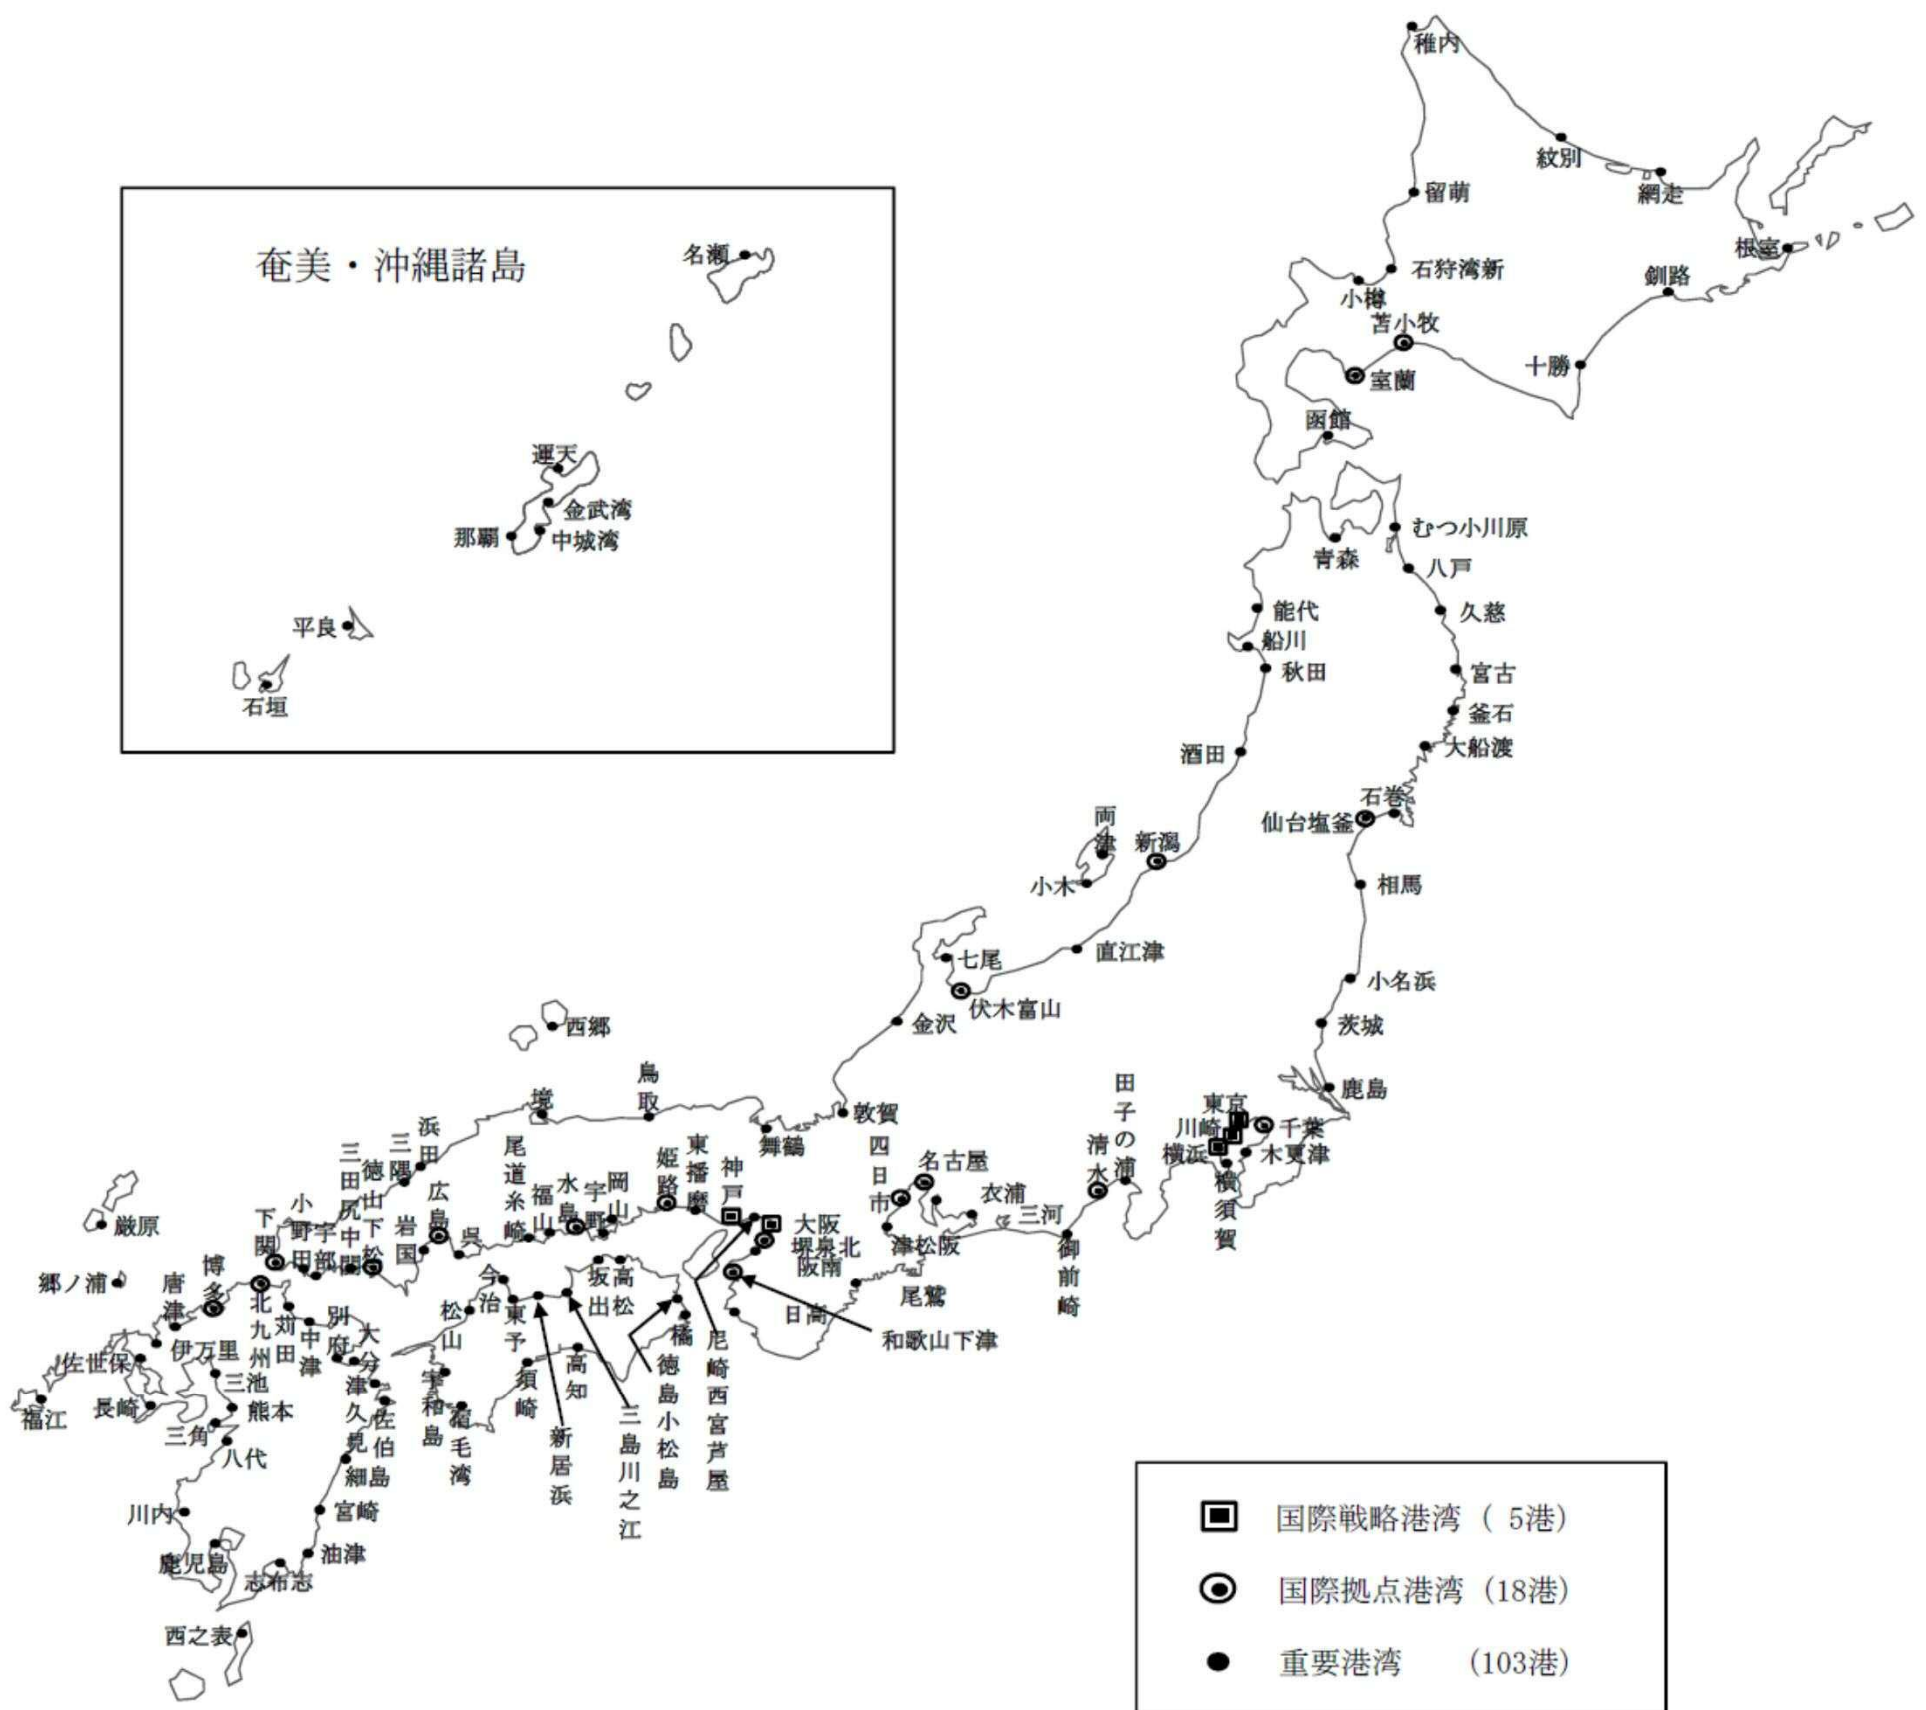 稚内
紋別
網走
留萌
根室
石狩湾新
釧路
小樽
苫小牧
十勝
室蘭
函館
奄美・沖縄諸島
名瀬
運天
金武湾
那覇
中城湾
平良
石垣
むつ小川原
青森
八戸
能代
久慈
船川
秋田
宮古
釜石
大船渡
酒田
石巻
仙台塩釜
両津
新潟
小木
相馬
直江津
七尾
小名浜
伏木富山
金沢
茨城
西郷
鹿島
鳥取
境
敦賀
舞鶴
田子の浦
清水
東京
川崎
千葉
横浜
木更津
横須賀
四日市
名古屋
衣浦
三河
御前崎
津松阪
尾鷲
浜田
三隅
三田尻中関
徳山下松
広島
岩国
呉
尾道糸崎
福山
水島
宇野
岡山
姫路
東播磨
神戸
大阪
堺泉北
阪南
日高
和歌山下津
尼崎西宮芦屋
厳原
郷ノ浦
下関
小野田
宇部
博多
唐津
北九州
苅田
中津
別府
大分
津久見
佐伯
細島
宮崎
油津
志布志
鹿児島
川内
八代
三角
熊本
三池
長崎
佐世保
伊万里
福江
西之表
今治
松山
東予
坂出
高松
橘
徳島小松島
高知
須崎
宇和島
宿毛湾
新居浜
三島川之江
国際戦略港湾（ 5港）
国際拠点港湾（18港）
重要港湾　　（103港）